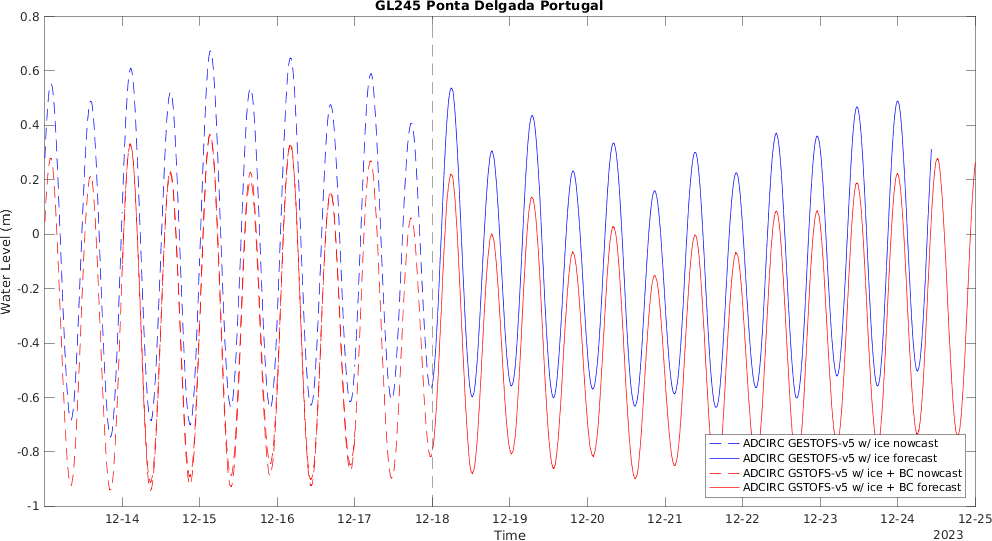 GL245 Ponta Delgada Portugal
0.8
0.6
0.4
0.2
0
-0.2
-0.4
-0.6
-0.8
-1
Water Level (m)
ADCIRC GESTOFS-v5 w/ ice nowcast
ADCIRC GESTOFS-v5 w/ ice forecast
ADCIRC GSTOFS-v5 w/ ice + BC nowcast
ADCIRC GSTOFS-v5 w/ ice + BC forecast
12-14 12-15 12-16 12-17 12-18 12-19 12-20 12-21 12-22 12-23 12-24 12-25
Time
2023